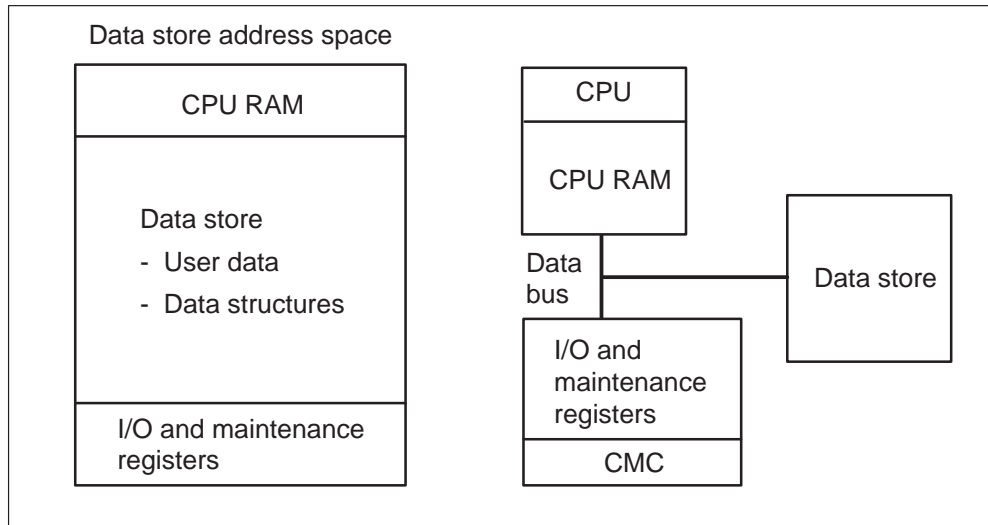 Data store address space
CPU RAM
Data store
- User data
- Data structures
I/O and maintenance
registers
CPU
CPU RAM
Data
bus
Data store
I/O and
maintenance
registers
CMC